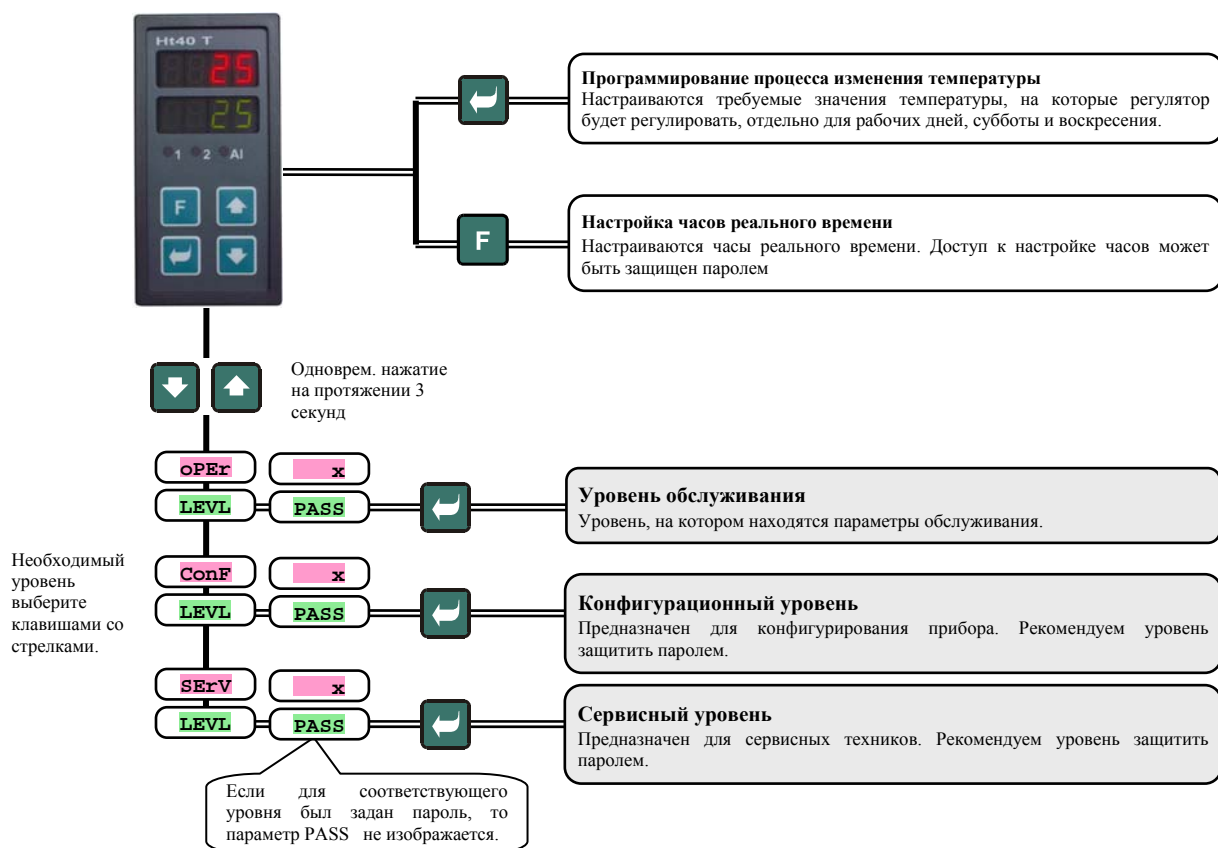 Ht40 T
25
25
1 2 Al
F
Программирование процесса изменения температуры
Настраиваются требуемые значения температуры, на которые регулятор
будет регулировать, отдельно для рабочих дней, субботы и воскресения.
F
Настройка часов реального времени
Настраиваются часы реального времени. Доступ к настройке часов может
быть защищен паролем
Одноврем. нажатие
на протяжении 3
секунд
oPEr x
LEVL PASS
Уровень обслуживания
Уровень, на котором находятся параметры обслуживания.
Необходимый
уровень
выберите
клавишами со
стрелками.
ConF x
LEVL PASS
Конфигурационный уровень
Предназначен для конфигурирования прибора. Рекомендуем уровень
защитить паролем.
SErV x
LEVL PASS
Сервисный уровень
Предназначен для сервисных техников. Рекомендуем уровень защитить
паролем.
Если для соответствующего
уровня был задан пароль, то
параметр PASS не изображается.